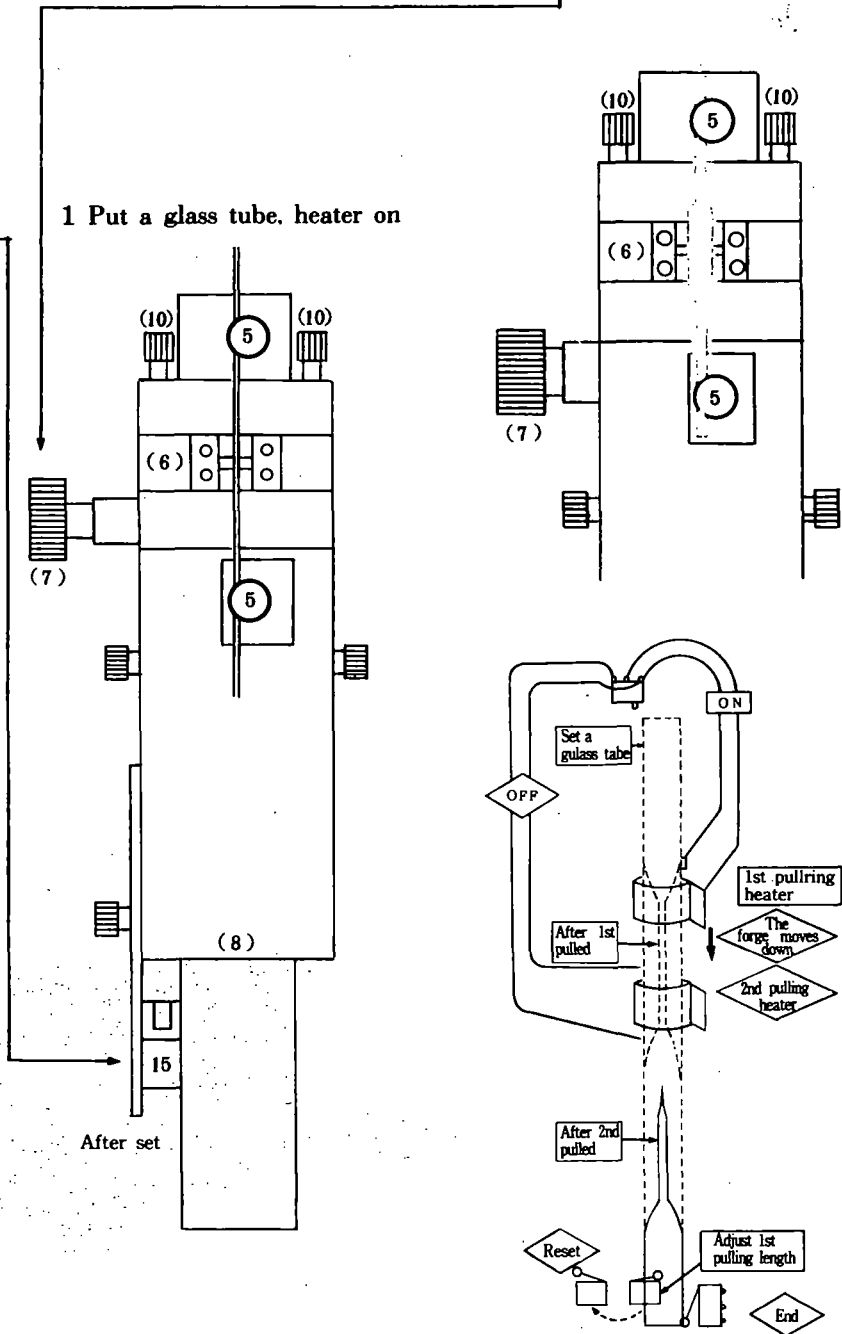 1 Put a glass tube. heater on
(10)
5
(10)
(6)
(7)
5
(8)
15
After set
(10)
5
(10)
(6)
(7)
5
ON
Set a
gulass tabe
OFF
1st pullring
heater
The
forge moves
down
After 1st
pulled
2nd pulling
heater
After 2nd
pulled
Reset
Adjust 1st
pulling length
End